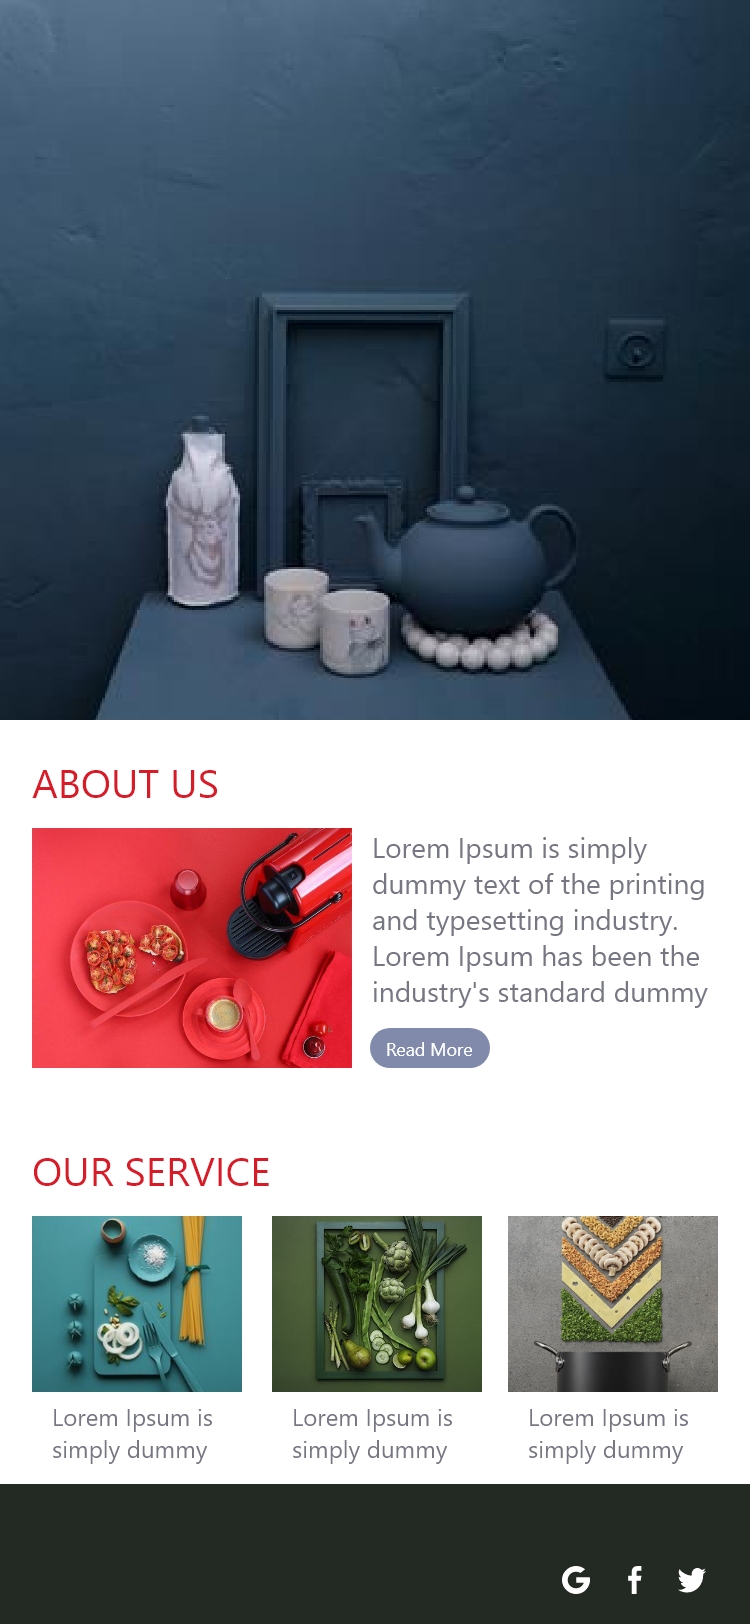 ABOUT US
Lorem Ipsum is simply
dummy text of the printing
and typesetting industry.
Lorem Ipsum has been the
industry's standard dummy
Read More
OUR SERVICE
Lorem Ipsum is
simply dummy
Lorem Ipsum is
simply dummy
Lorem Ipsum is
simply dummy